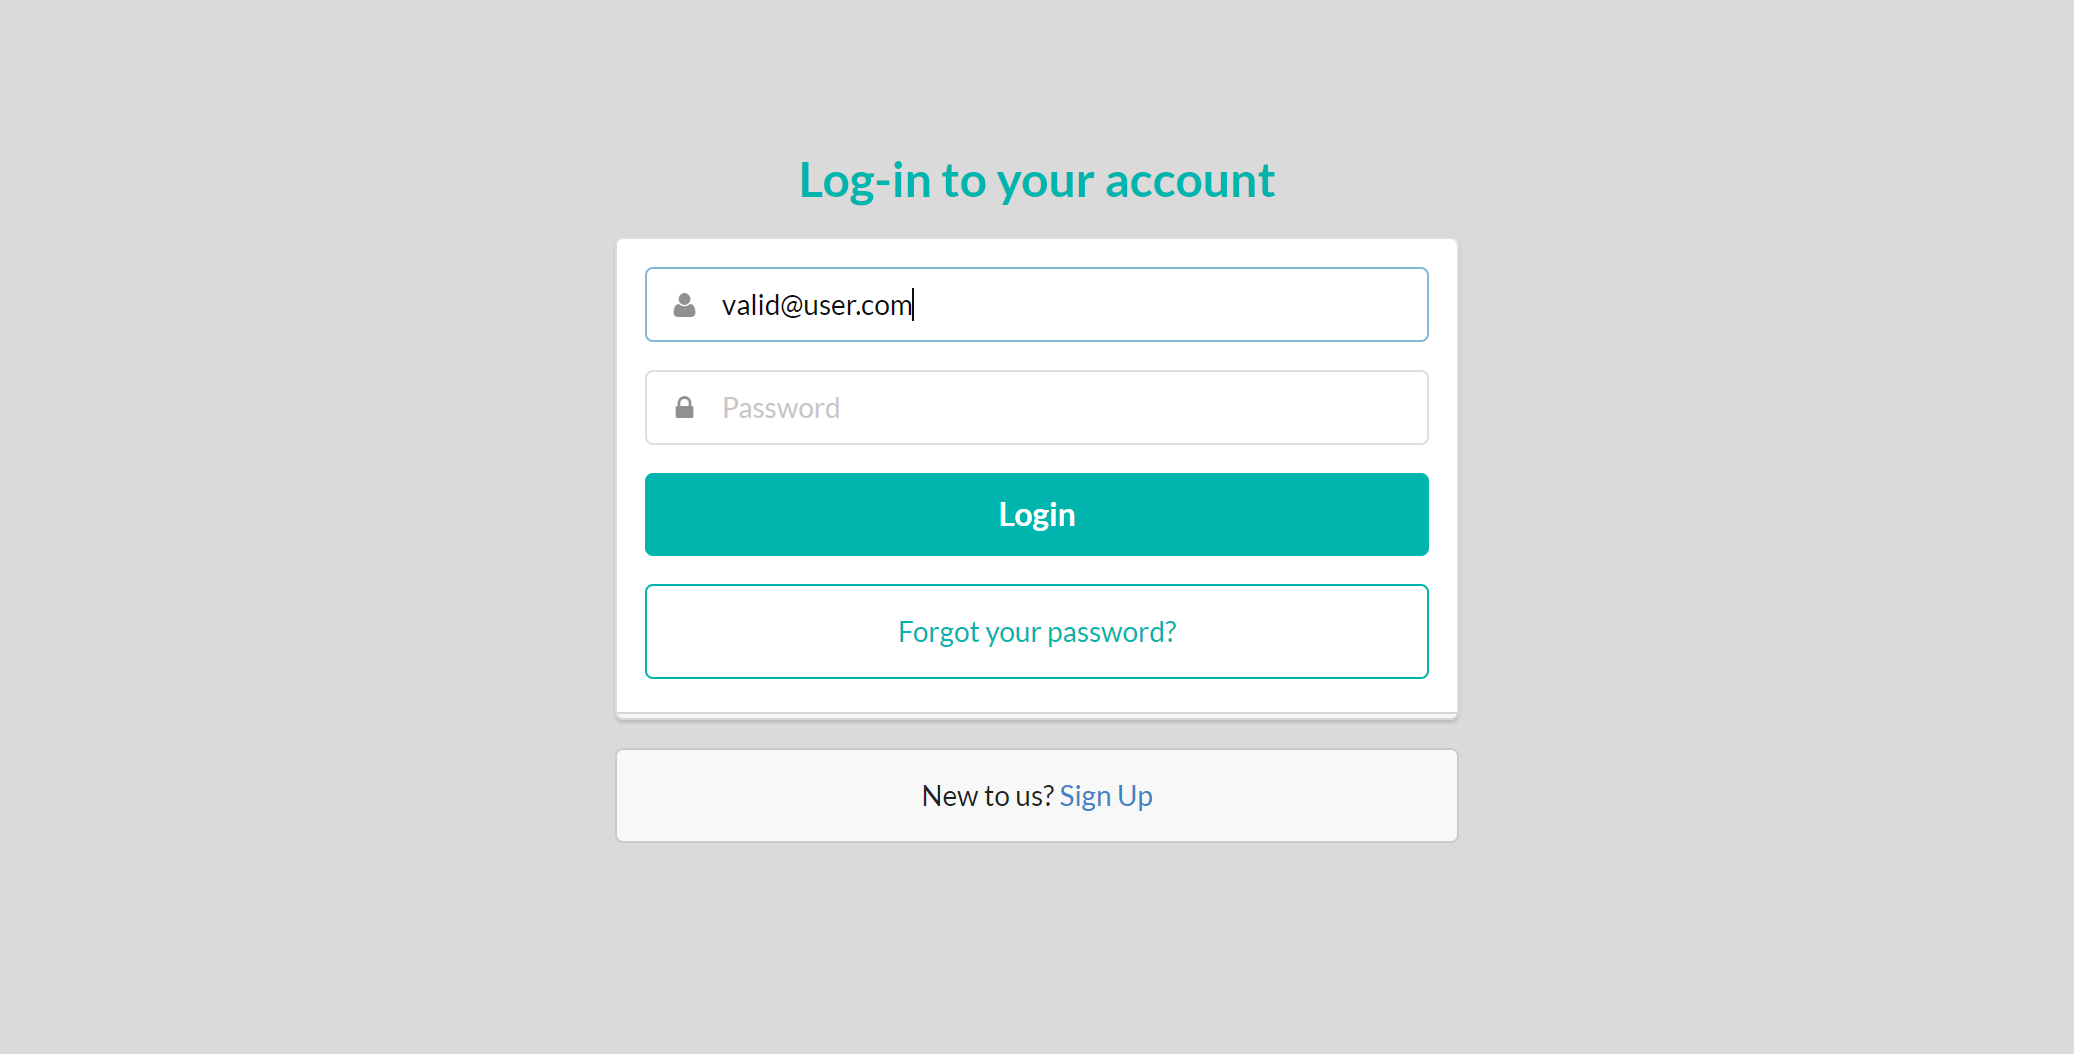 Log-in to your account
valid@user.com
Password
Login
Forgot your password?
New to us? Sign Up